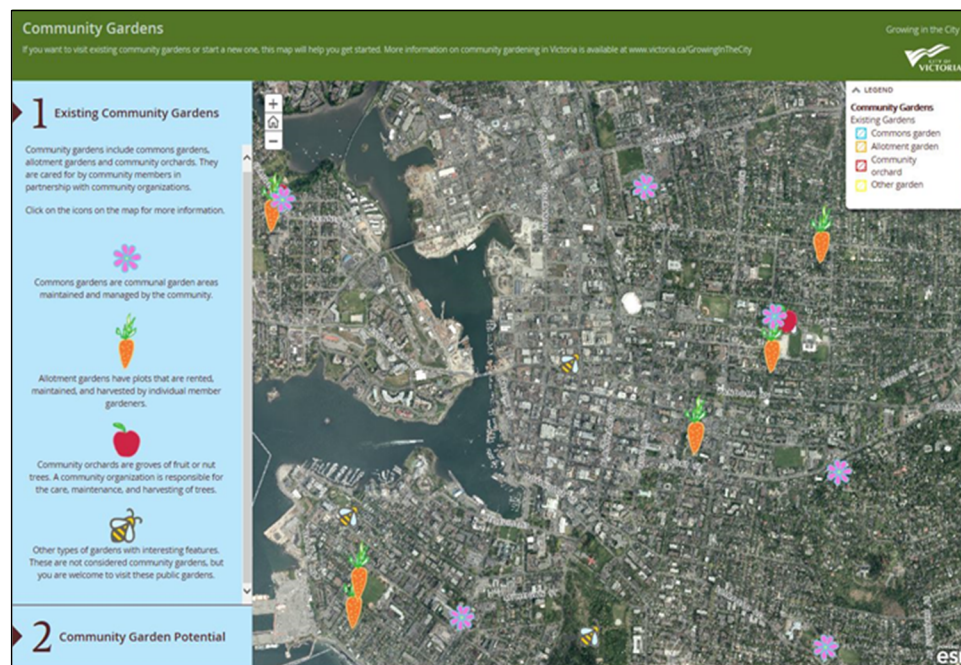 Community Gardens
If you want to visit existing community gardens or start a new one, this map will help you get started. More information on community gardening in Victoria is available at www.victoria.ca/GrowingInTheCity
Growing in the City
CITY OF
VICTORIA
1 Existing Community Gardens
Community gardens include commons gardens,
allotment gardens and community orchards. They
are cared for by community members in
partnership with community organizations.
Click on the icons on the map for more information.
Commons gardens are communal garden areas
maintained and managed by the community.
Allotment gardens have plots that are rented,
maintained, and harvested by individual member
gardeners.
Community orchards are groves of fruit or nut
trees. A community organization is responsible for
the care, maintenance, and harvesting of trees.
Other types of gardens with interesting features.
These are not considered community gardens, but
you are welcome to visit these public gardens.
2 Community Garden Potential
+
−
LEGEND
Community Gardens
Existing Gardens
Commons garden
Allotment garden
Community
orchard
Other garden